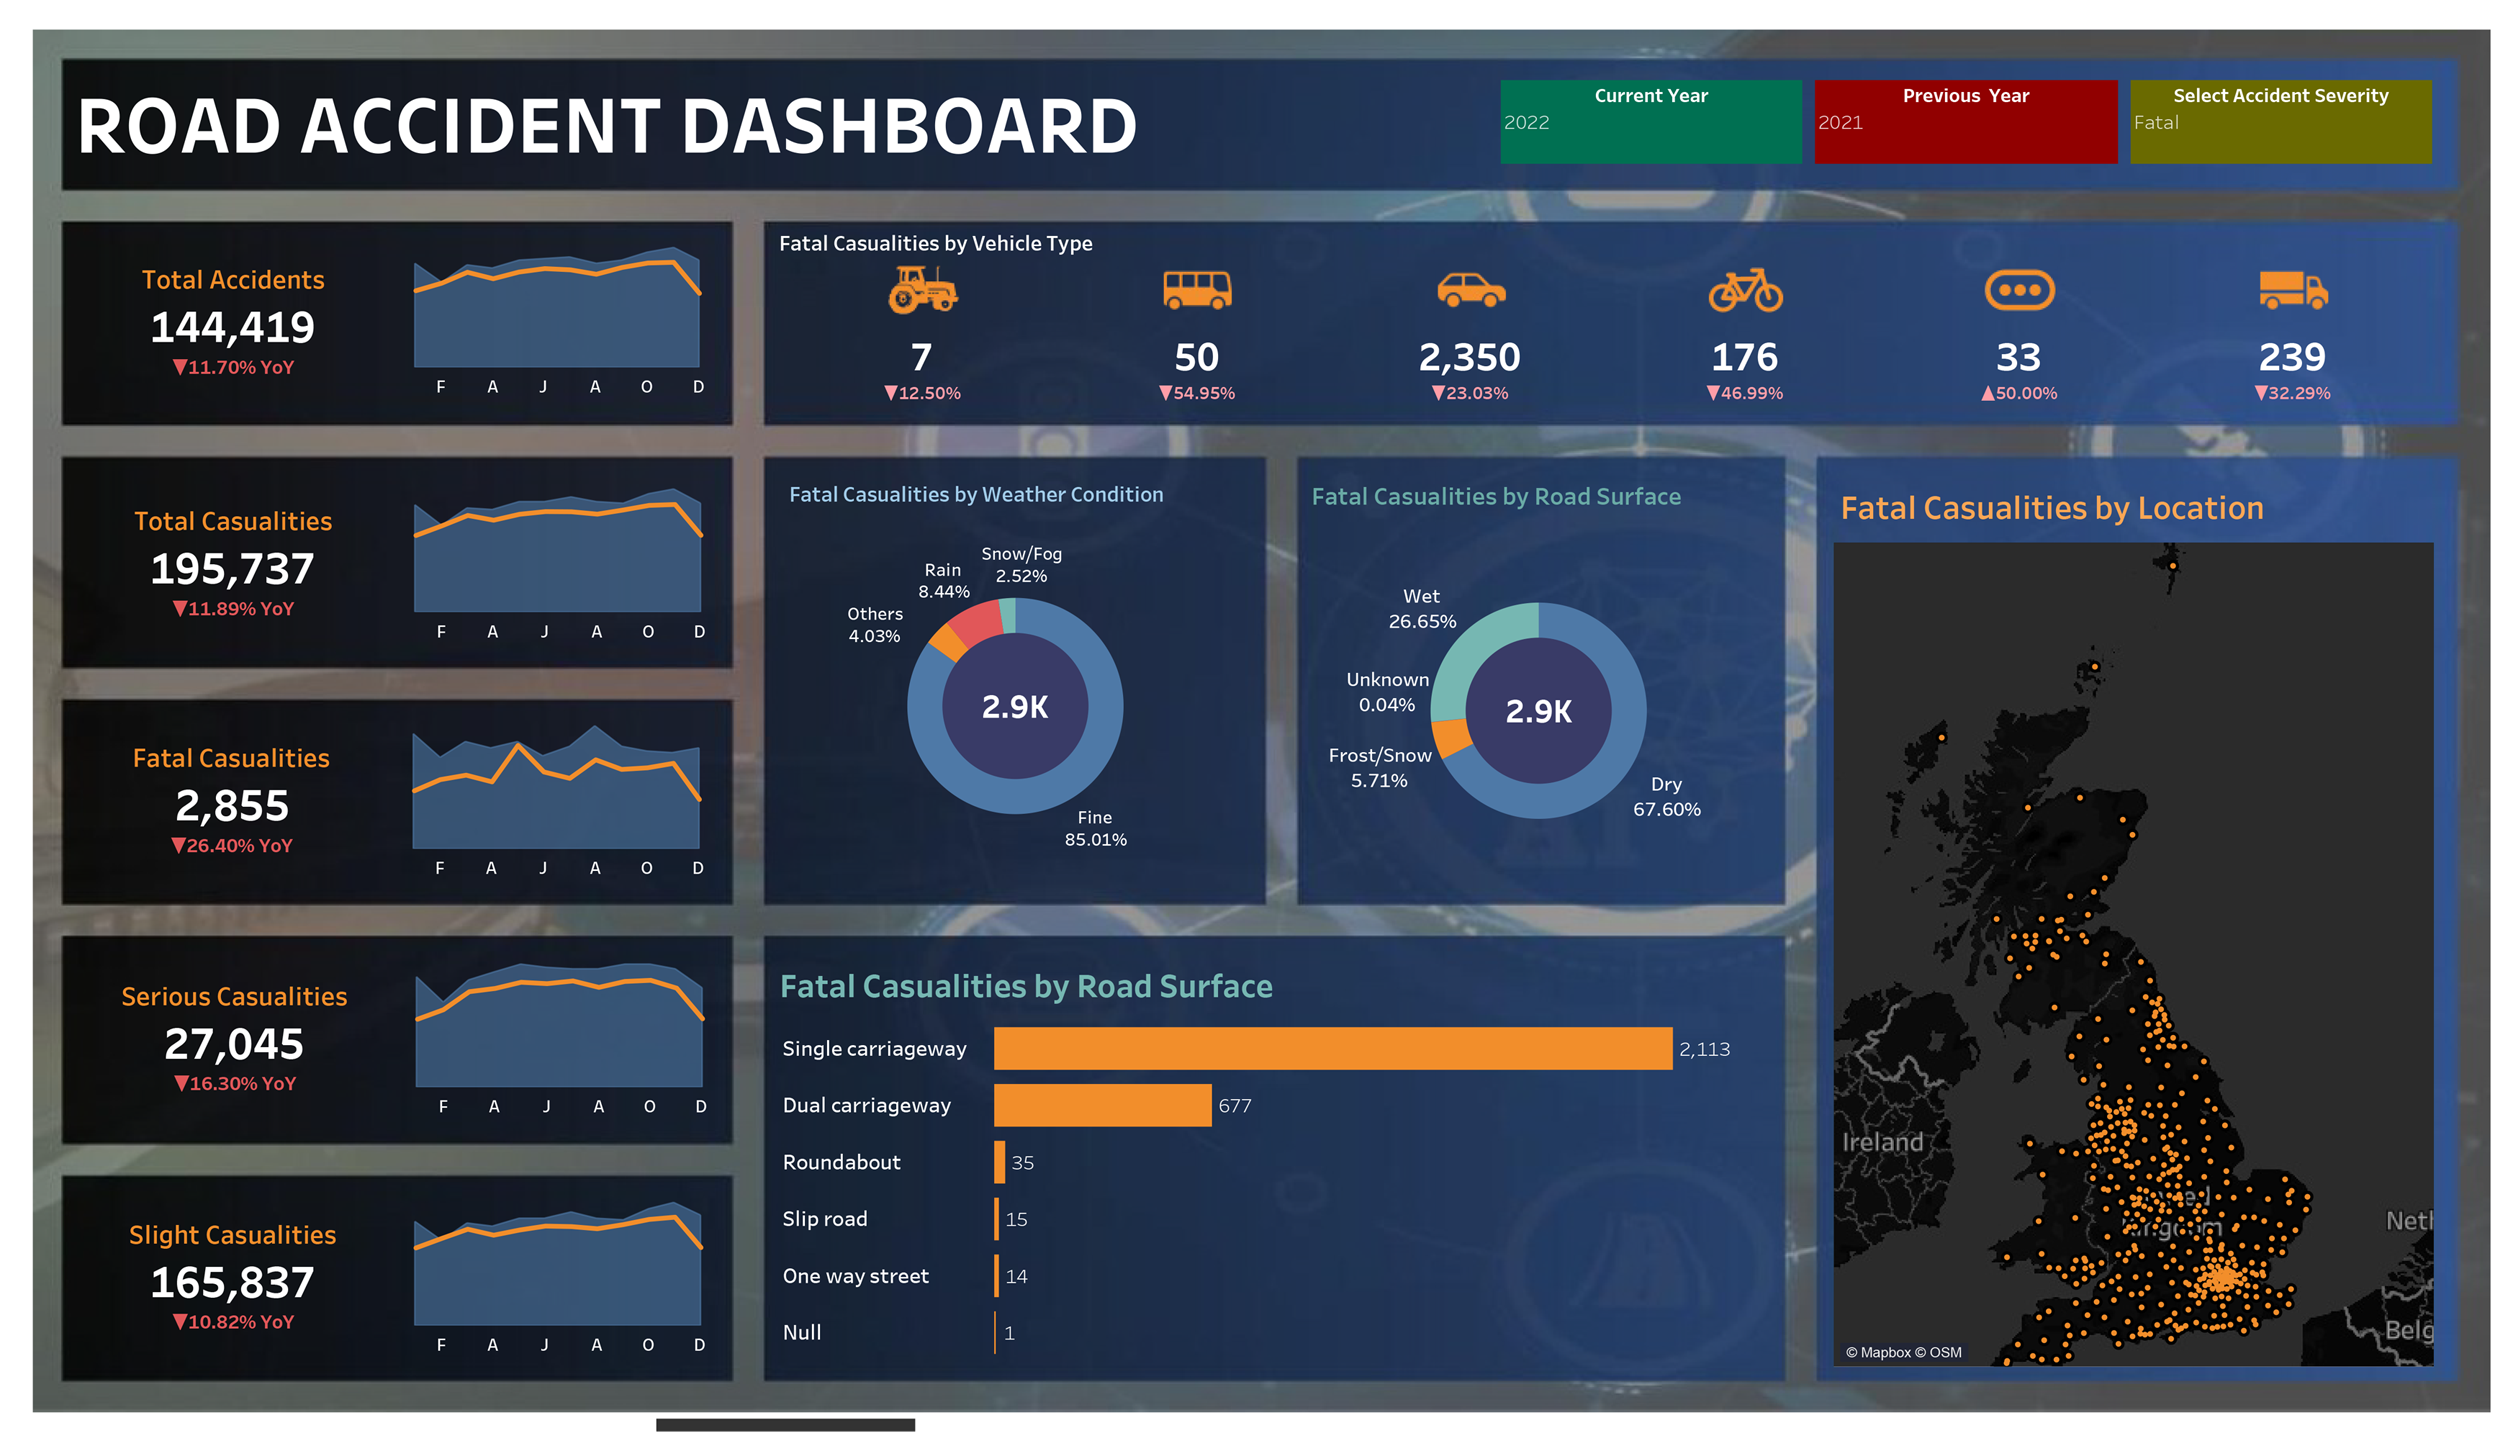 ROAD ACCIDENT DASHBOARD
Current Year
2022
Previous Year
2021
Select Accident Severity
Fatal
Total Accidents
144,419
▼11.70% YoY
F A J A O D
Total Casualities
195,737
▼11.89% YoY
F A J A O D
Fatal Casualities
2,855
▼26.40% YoY
F A J A O D
Serious Casualities
27,045
▼16.30% YoY
F A J A O D
Slight Casualities
165,837
▼10.82% YoY
F A J A O D
Fatal Casualities by Vehicle Type
7 50 2,350 176 33 239
▼12.50% ▼54.95% ▼23.03% ▼46.99% ▲50.00% ▼32.29%
Fatal Casualities by Weather Condition
Snow/Fog
2.52%
Rain
8.44%
Others
4.03%
2.9K
Fine
85.01%
Fatal Casualities by Road Surface
Wet
26.65%
Unknown
0.04%
Frost/Snow
5.71%
2.9K
Dry
67.60%
Fatal Casualities by Road Surface
Single carriageway 2,113
Dual carriageway 677
Roundabout 35
Slip road 15
One way street 14
Null 1
Fatal Casualities by Location
Ireland
Kingdom
Neth
Belg
© Mapbox © OSM